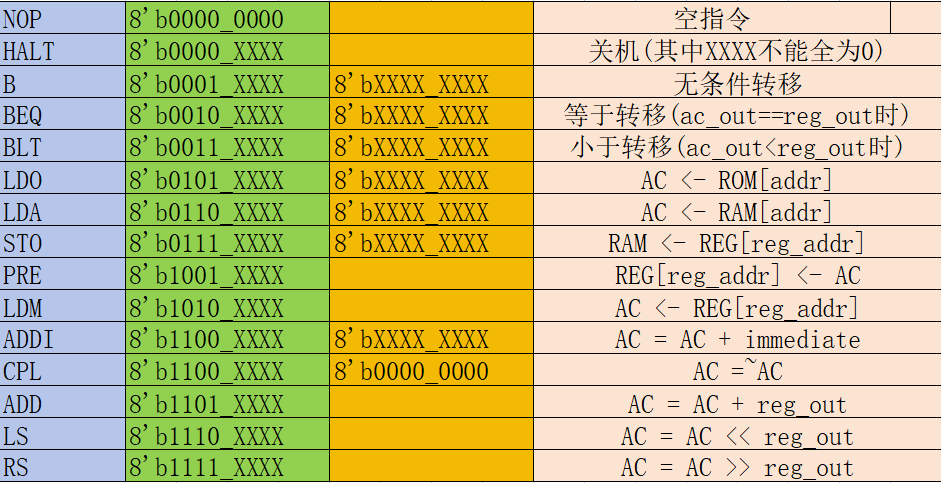 NOP 8'b0000_0000 空指令
HALT 8'b0000_XXXX 关机(其中XXXX不能全为0)
B 8'b0001_XXXX 8'bXXXX_XXXX 无条件转移
BEQ 8'b0010_XXXX 8'bXXXX_XXXX 等于转移(ac_out==reg_out时)
BLT 8'b0011_XXXX 8'bXXXX_XXXX 小于转移(ac_out<reg_out时)
LDO 8'b0101_XXXX 8'bXXXX_XXXX AC <- ROM[addr]
LDA 8'b0110_XXXX 8'bXXXX_XXXX AC <- RAM[addr]
STO 8'b0111_XXXX 8'bXXXX_XXXX RAM <- REG[reg_addr]
PRE 8'b1001_XXXX REG[reg_addr] <- AC
LDM 8'b1010_XXXX AC <- REG[reg_addr]
ADDI 8'b1100_XXXX 8'bXXXX_XXXX AC = AC + immediate
CPL 8'b1100_XXXX 8'b0000_0000 AC =~AC
ADD 8'b1101_XXXX AC = AC + reg_out
LS 8'b1110_XXXX AC = AC << reg_out
RS 8'b1111_XXXX AC = AC >> reg_out